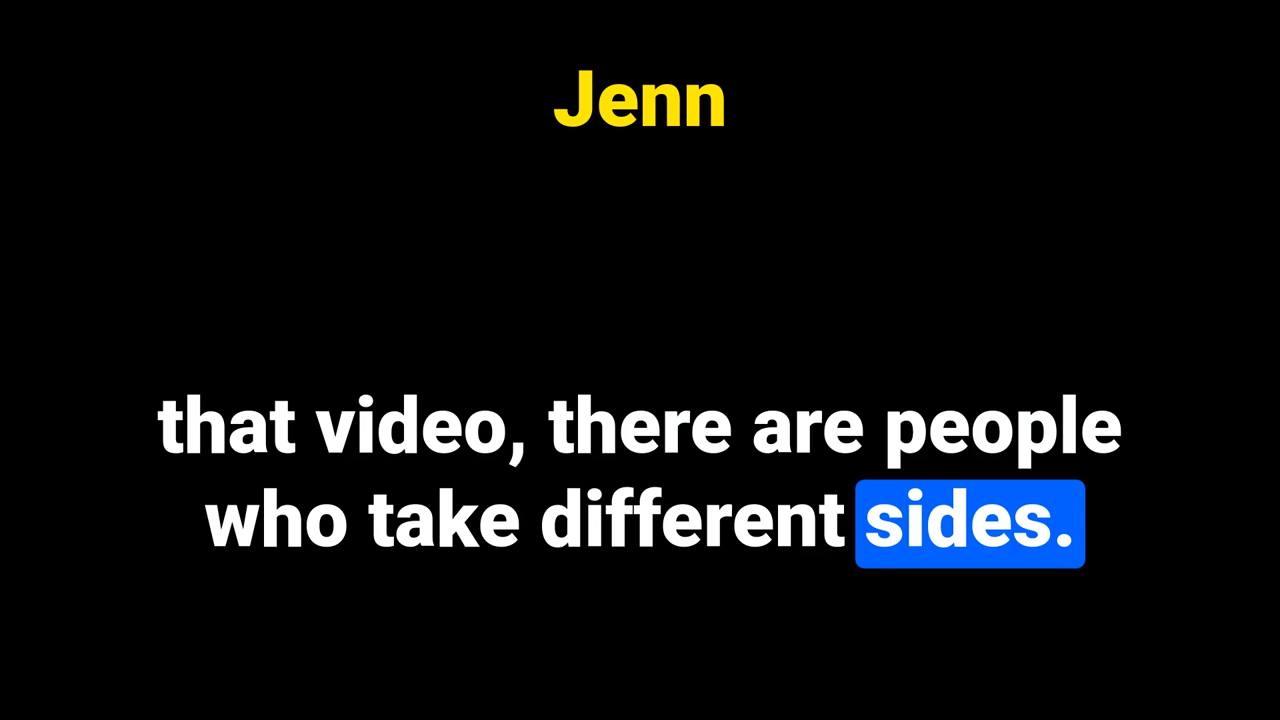 Jenn
that video, there are people
who take different sides.